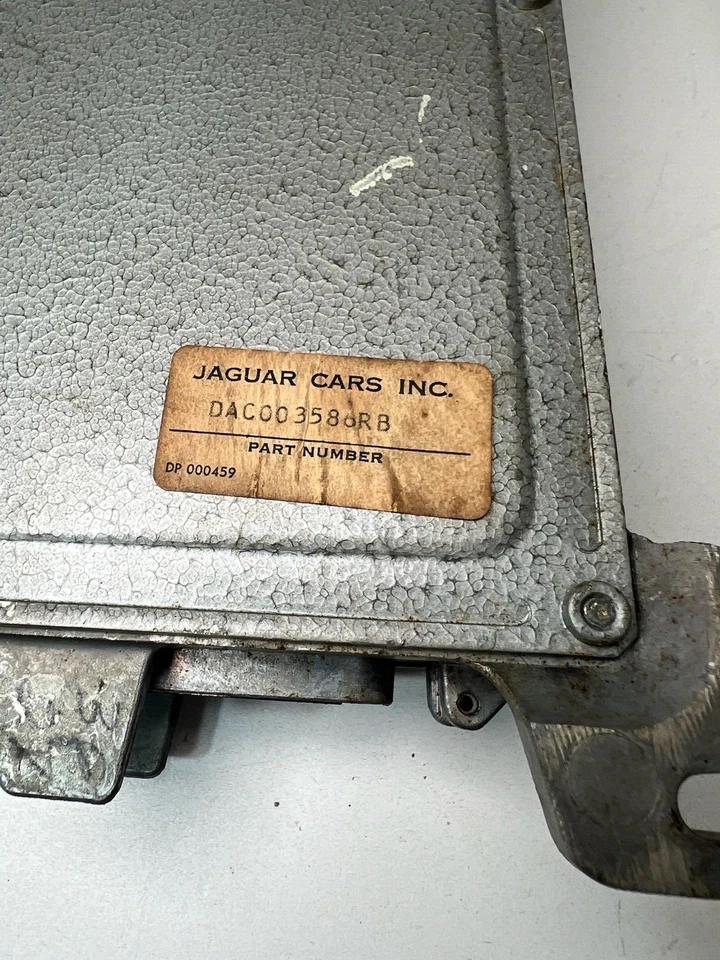 JAGUAR CARS INC.
DAC003586RB
PART NUMBER
DP 000459